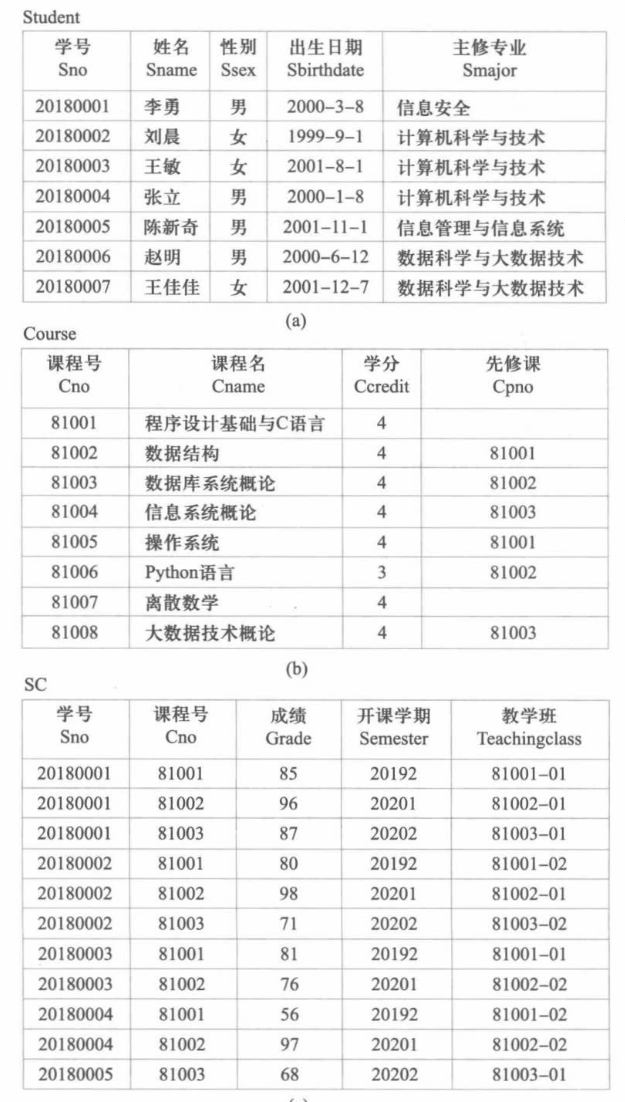 Student
学号 姓名 性别 出生日期 主修专业
Sno Sname Ssex Sbirthdate Smajor
20180001 李勇 男 2000-3-8 信息安全
20180002 刘晨 女 1999-9-1 计算机科学与技术
20180003 王敏 女 2001-8-1 计算机科学与技术
20180004 张立 男 2000-1-8 计算机科学与技术
20180005 陈新奇 男 2001-11-1 信息管理与信息系统
20180006 赵明 男 2000-6-12 数据科学与大数据技术
20180007 王佳佳 女 2001-12-7 数据科学与大数据技术
(a)
Course
课程号 课程名 学分 先修课
Cno Cname Ccredit Cpno
81001 程序设计基础与C语言 4
81002 数据结构 4 81001
81003 数据库系统概论 4 81002
81004 信息系统概论 4 81003
81005 操作系统 4 81001
81006 Python语言 3 81002
81007 离散数学 4
81008 大数据技术概论 4 81003
(b)
SC
学号 课程号 成绩 开课学期 教学班
Sno Cno Grade Semester Teachingclass
20180001 81001 85 20192 81001-01
20180001 81002 96 20201 81002-01
20180001 81003 87 20202 81003-01
20180002 81001 80 20192 81001-02
20180002 81002 98 20201 81002-01
20180002 81003 71 20202 81003-02
20180003 81001 81 20192 81001-01
20180003 81002 76 20201 81002-02
20180004 81001 56 20192 81001-02
20180004 81002 97 20201 81002-02
20180005 81003 68 20202 81003-01